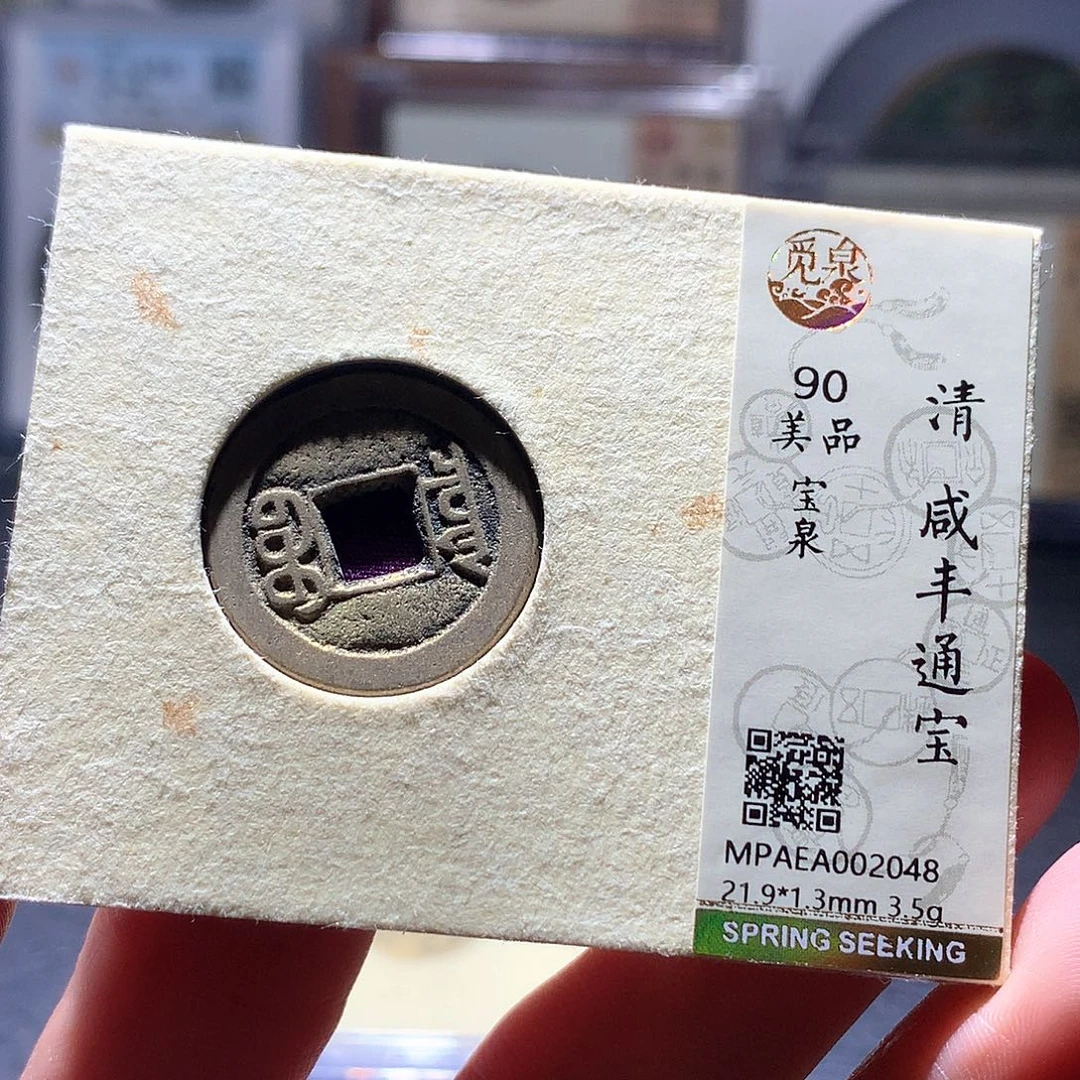 觅泉
90
美品
宝泉
清 咸丰通宝
MPAEA002048
21.9*1.3mm 3.5g
SPRING SEEKING